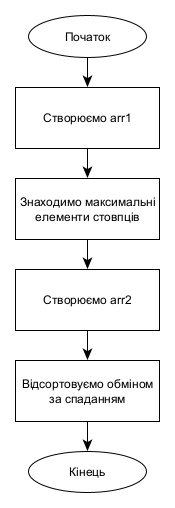 Початок
Створюємо arr1
Знаходимо максимальні
елементи стовпців
Створюємо arr2
Відсортовуємо обміном
за спаданням
Кінець